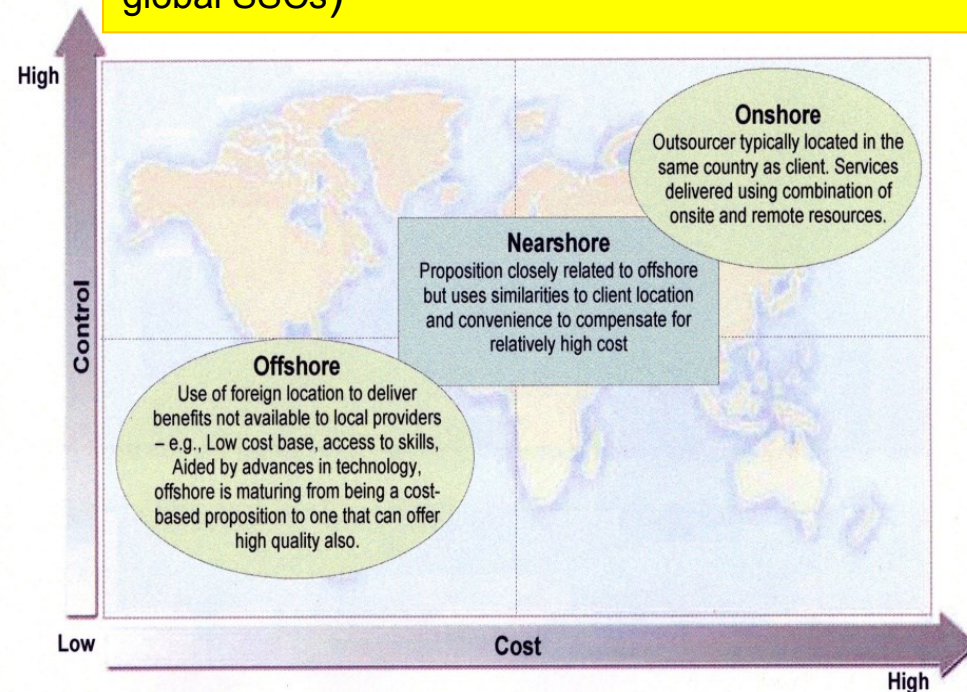 global SSCs)
High
Onshore
Outsourcer typically located in the
same country as client. Services
delivered using combination of
onsite and remote resources.
Nearshore
Proposition closely related to offshore
but uses similarities to client location
and convenience to compensate for
relatively high cost
Control
Offshore
Use of foreign location to deliver
benefits not available to local providers
– e.g., Low cost base, access to skills,
Aided by advances in technology,
offshore is maturing from being a cost-
based proposition to one that can offer
high quality also.
Low
Cost
High